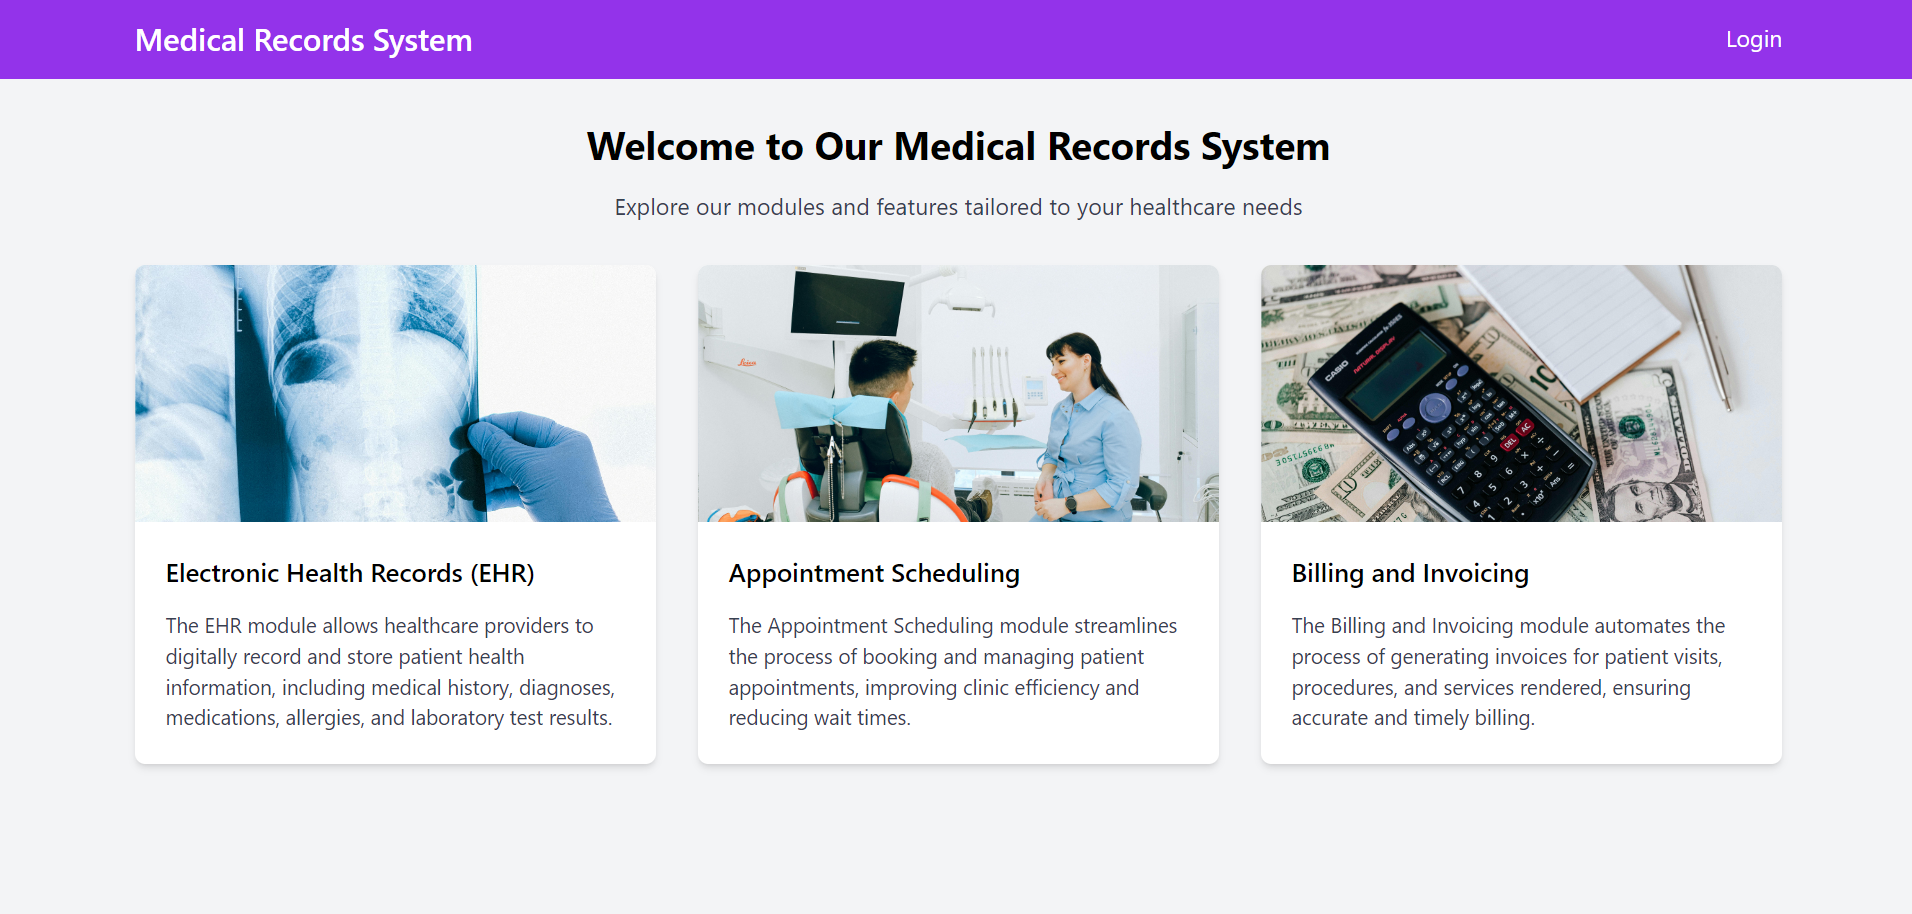 Medical Records System
Login
Welcome to Our Medical Records System
Explore our modules and features tailored to your healthcare needs
Leica
CASIO
NATURAL DISPLAY
Electronic Health Records (EHR)
The EHR module allows healthcare providers to
digitally record and store patient health
information, including medical history, diagnoses,
medications, allergies, and laboratory test results.
Appointment Scheduling
The Appointment Scheduling module streamlines
the process of booking and managing patient
appointments, improving clinic efficiency and
reducing wait times.
Billing and Invoicing
The Billing and Invoicing module automates the
process of generating invoices for patient visits,
procedures, and services rendered, ensuring
accurate and timely billing.